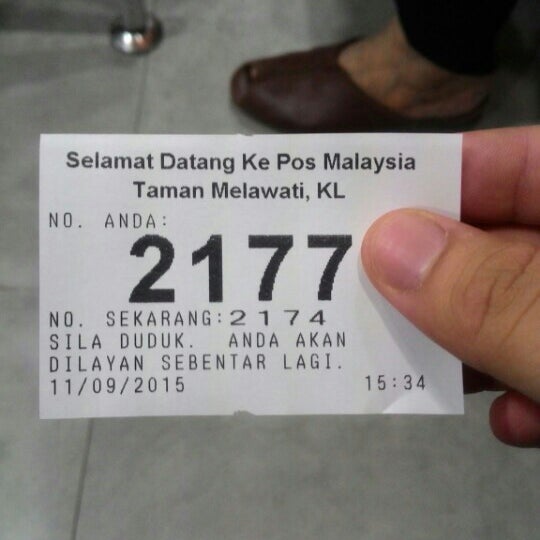 Selamat Datang Ke Pos Malaysia
Taman Melawati, KL
NO. ANDA:
2177
NO. SEKARANG:2174
SILA DUDUK. ANDA AKAN
DILAYAN SEBENTAR LAGI.
11/09/2015 15:34